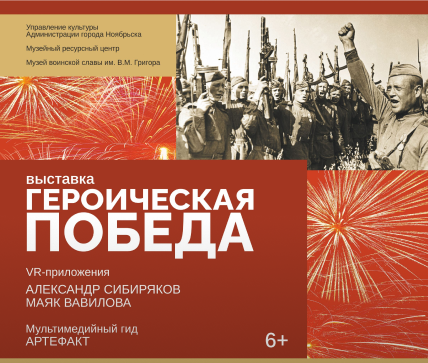 Управление культуры
Администрации города Ноябрьска
Музейный ресурсный центр
Музей воинской славы им. В.М. Григора
выставка
ГЕРОИЧЕСКАЯ
ПОБЕДА
VR-приложения
АЛЕКСАНДР СИБИРЯКОВ
МАЯК ВАВИЛОВА
Мультимедийный гид
АРТЕФАКТ
6+